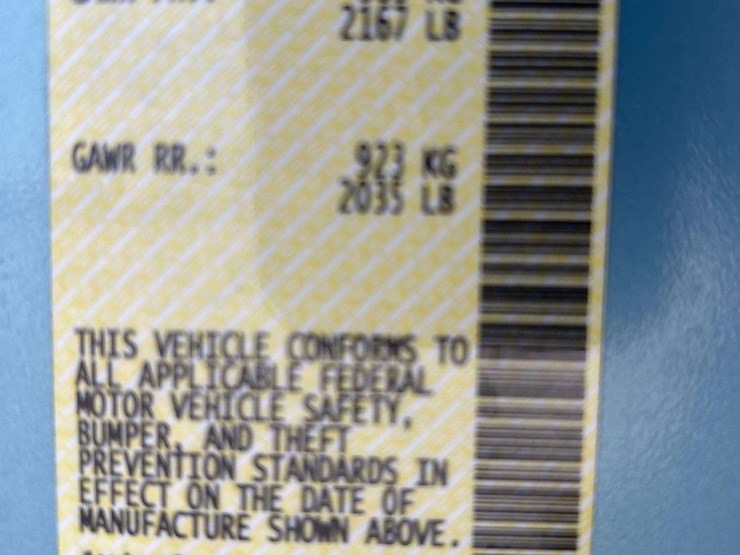 2167 LB
GAWR RR.: 923 KG
2035 LB
THIS VEHICLE CONFORMS TO
ALL APPLICABLE FEDERAL
MOTOR VEHICLE SAFETY,
BUMPER, AND THEFT
PREVENTION STANDARDS IN
EFFECT ON THE DATE OF
MANUFACTURE SHOWN ABOVE.